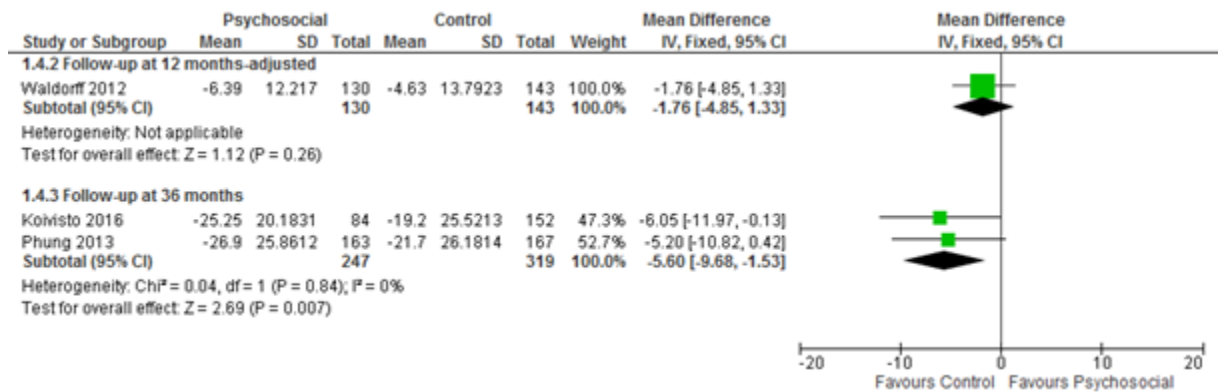 Psychosocial Control Mean Difference Mean Difference
Study or Subgroup Mean SD Total Mean SD Total Weight IV, Fixed, 95% CI IV, Fixed, 95% CI
1.4.2 Follow-up at 12 months-adjusted
Waldorff 2012 -6.39 12.217 130 -4.63 13.7923 143 100.0% -1.76 [-4.85, 1.33]
Subtotal (95% CI) 130 143 100.0% -1.76 [-4.85, 1.33]
Heterogeneity: Not applicable
Test for overall effect: Z = 1.12 (P = 0.26)
1.4.3 Follow-up at 36 months
Koivisto 2016 -25.25 20.1831 84 -19.2 25.5213 152 47.3% -6.05 [-11.97, -0.13]
Phung 2013 -26.9 25.8612 163 -21.7 26.1814 167 52.7% -5.20 [-10.82, 0.42]
Subtotal (95% CI) 247 319 100.0% -5.60 [-9.68, -1.53]
Heterogeneity: Chi² = 0.04, df = 1 (P = 0.84); I² = 0%
Test for overall effect: Z = 2.69 (P = 0.007)
-20 -10 0 10 20
Favours Control Favours Psychosocial